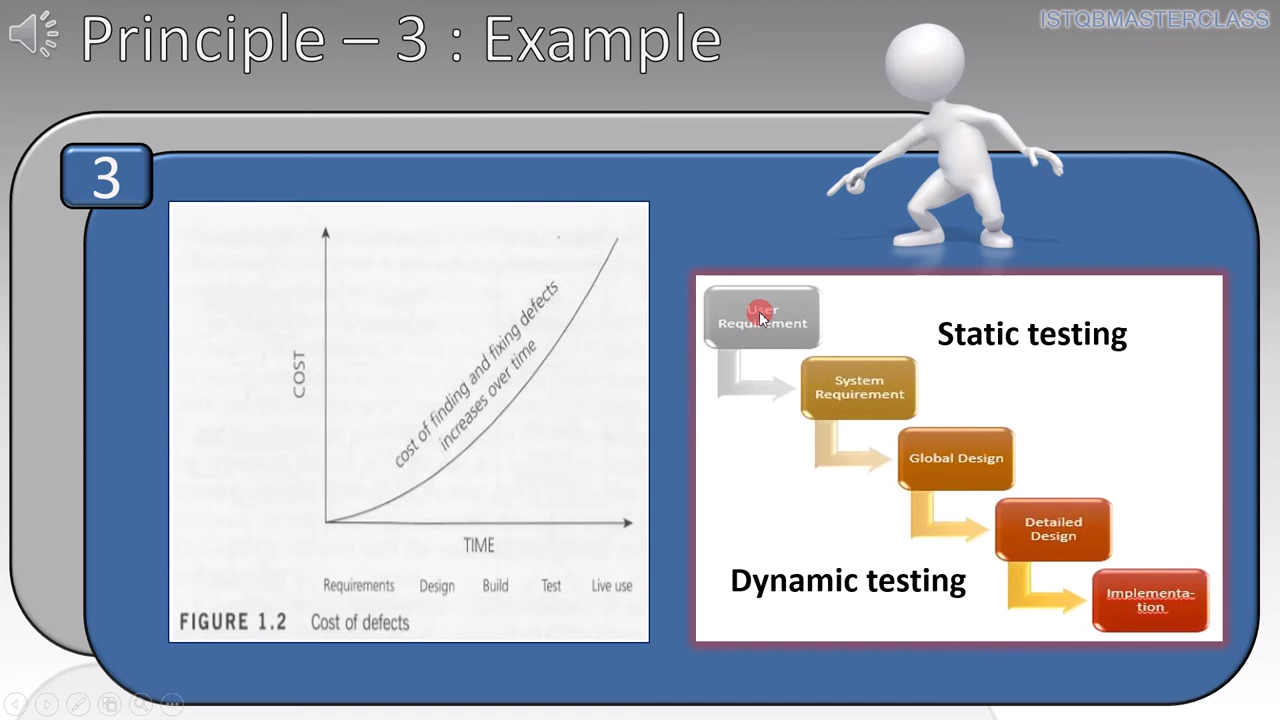 ISTQBMASTERCLASS
Principle – 3 : Example
3
COST
cost of finding and fixing defects
increases over time
TIME
Requirements Design Build Test Live use
FIGURE 1.2 Cost of defects
User
Requirement
System
Requirement
Global Design
Detailed
Design
Implementa-
tion
Static testing
Dynamic testing